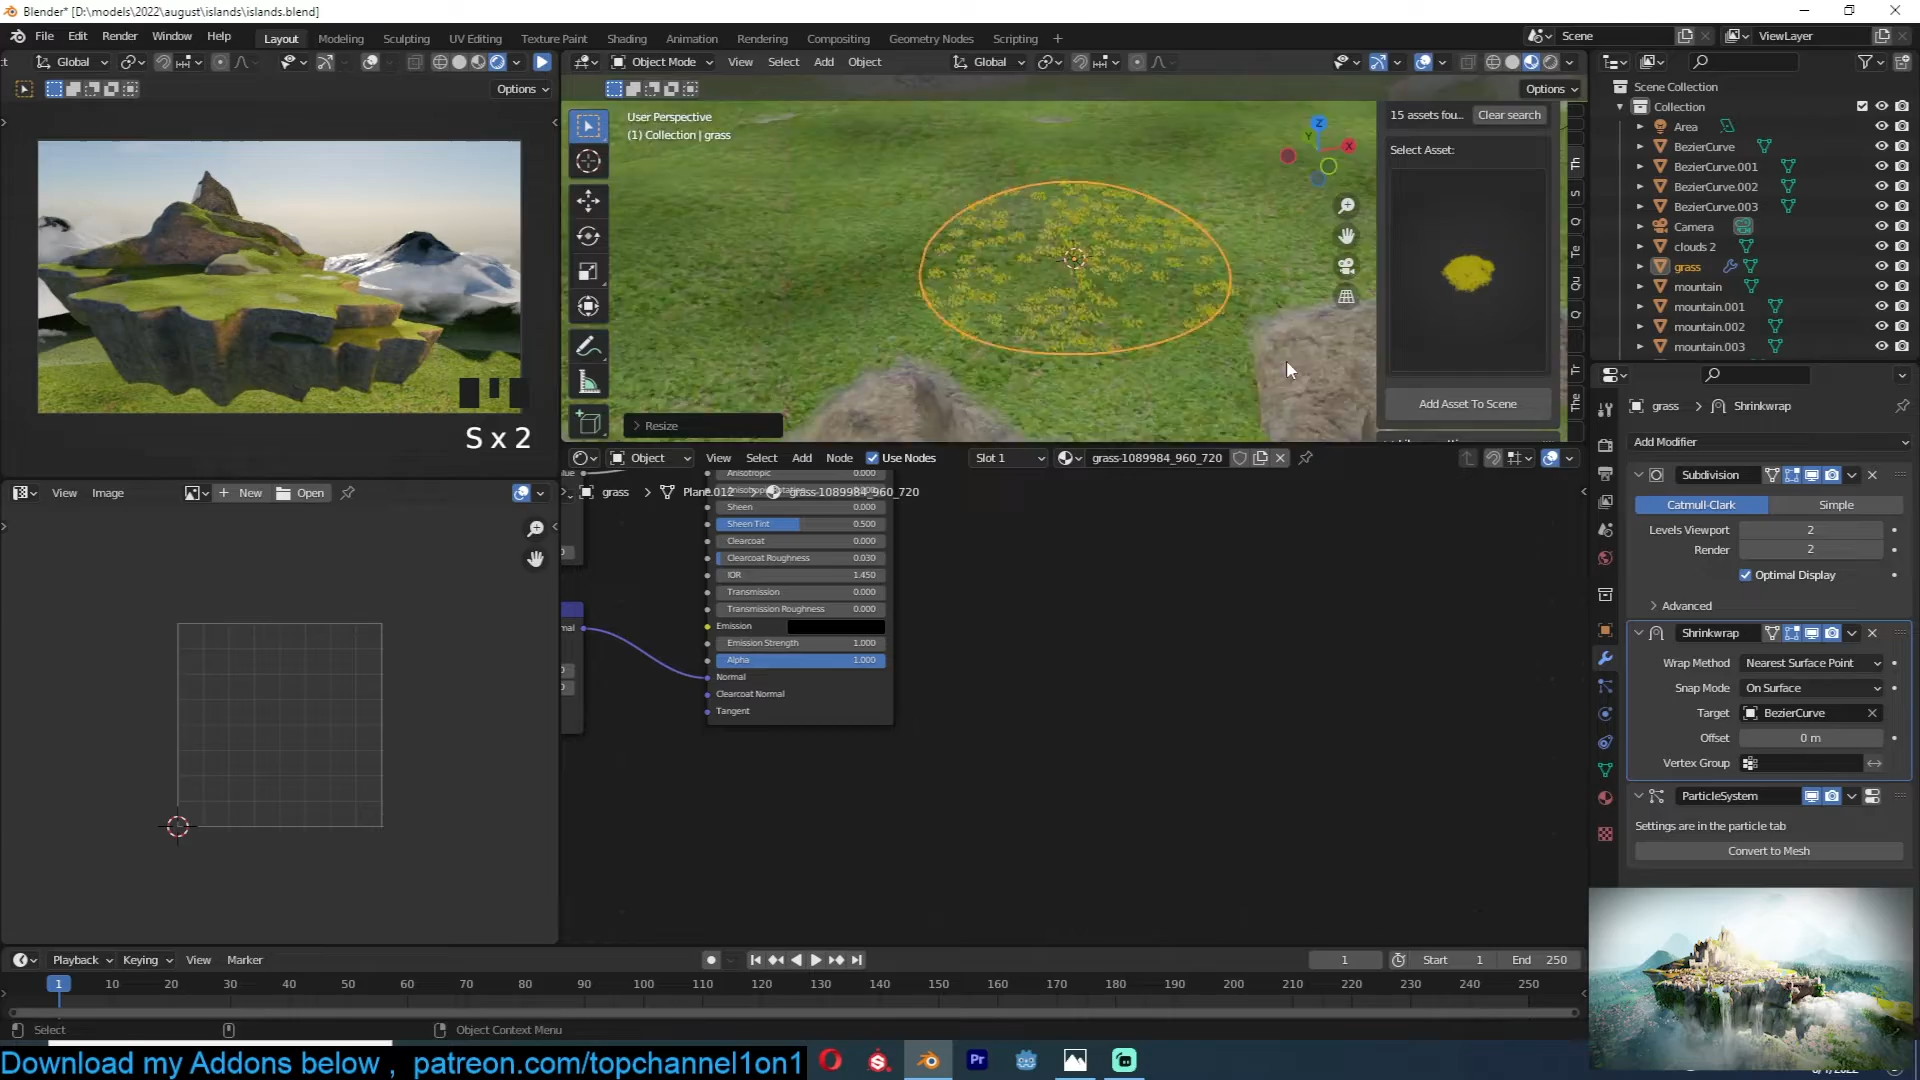 Blender* [D:\models\2022\august\islands\islands.blend]
File Edit Render Window Help Layout Modeling Sculpting UV Editing Texture Paint Shading Animation Rendering Compositing Geometry Nodes Scripting + Scene ViewLayer
Global Object Mode View Select Add Object Global
Options Options
User Perspective
(1) Collection | grass
15 assets fou... Clear search
Select Asset:
Add Asset To Scene
Z
Y
X
Th
S
Q
Te
Qu
Q
Tr
The
S x 2
Resize
Scene Collection
Collection
Area
BezierCurve
BezierCurve.001
BezierCurve.002
BezierCurve.003
Camera
clouds 2
grass
mountain
mountain.001
mountain.002
mountain.003
grass > Shrinkwrap
Add Modifier
Subdivision
Catmull-Clark Simple
Levels Viewport 2
Render 2
Optimal Display
Advanced
Shrinkwrap
Wrap Method Nearest Surface Point
Snap Mode On Surface
Target BezierCurve
Offset 0 m
Vertex Group
ParticleSystem
Settings are in the particle tab
Convert to Mesh
Object View Select Add Node Use Nodes Slot 1 grass-1089984_960_720
grass > Plane.012 grass-1089984_960_720
Anisotropic 0.000
Sheen 0.000
Sheen Tint 0.500
Clearcoat 0.000
Clearcoat Roughness 0.030
IOR 1.450
Transmission 0.000
Transmission Roughness 0.000
Emission
Emission Strength 1.000
Alpha 1.000
Normal
Clearcoat Normal
Tangent
View Image + New Open
Playback Keying View Marker 1 Start 1 End 250
1 10 20 30 40 50 60 70 80 90 100 110 120 130 140 150 160 170 180 190 200 210 220 230 240 250
Select Object Context Menu
Download my Addons below , patreon.com/topchannel1on1
Pr